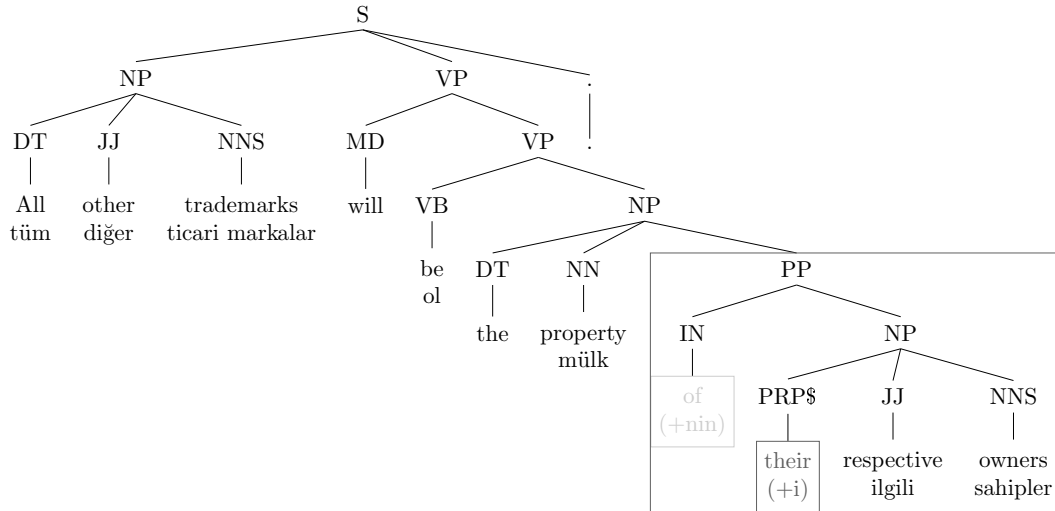 S
NP VP .
DT JJ NNS MD VP .
All other trademarks will VB NP
tüm diğer ticari markalar
be DT NN PP
ol
the property IN NP
mülk
of PRP$ JJ NNS
(+nin)
their respective owners
(+i) ilgili sahipler